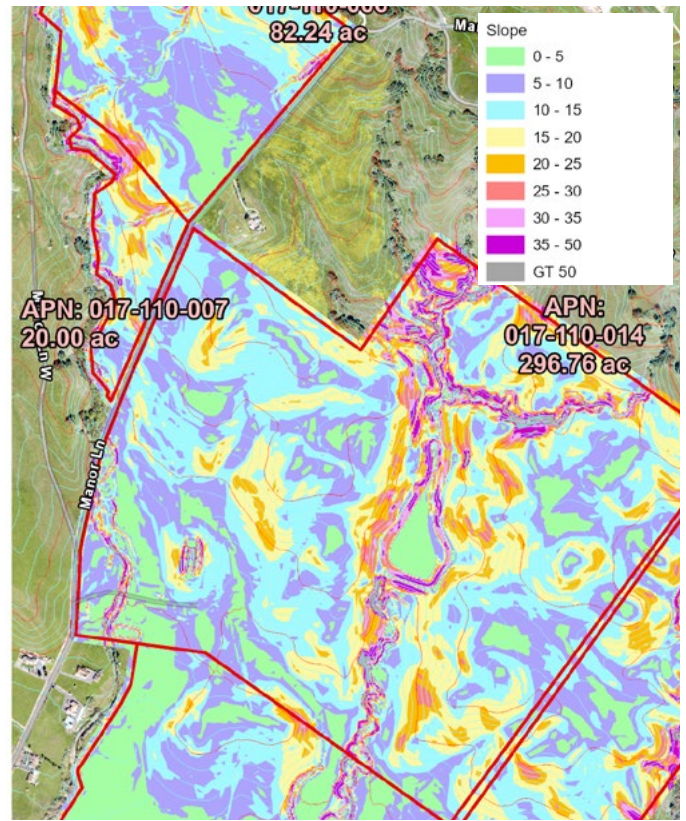 82.24 ac
Slope
0 - 5
5 - 10
10 - 15
15 - 20
20 - 25
25 - 30
30 - 35
35 - 50
GT 50
APN: 017-110-007
20.00 ac
APN:
017-110-014
296.76 ac
Manor Ln